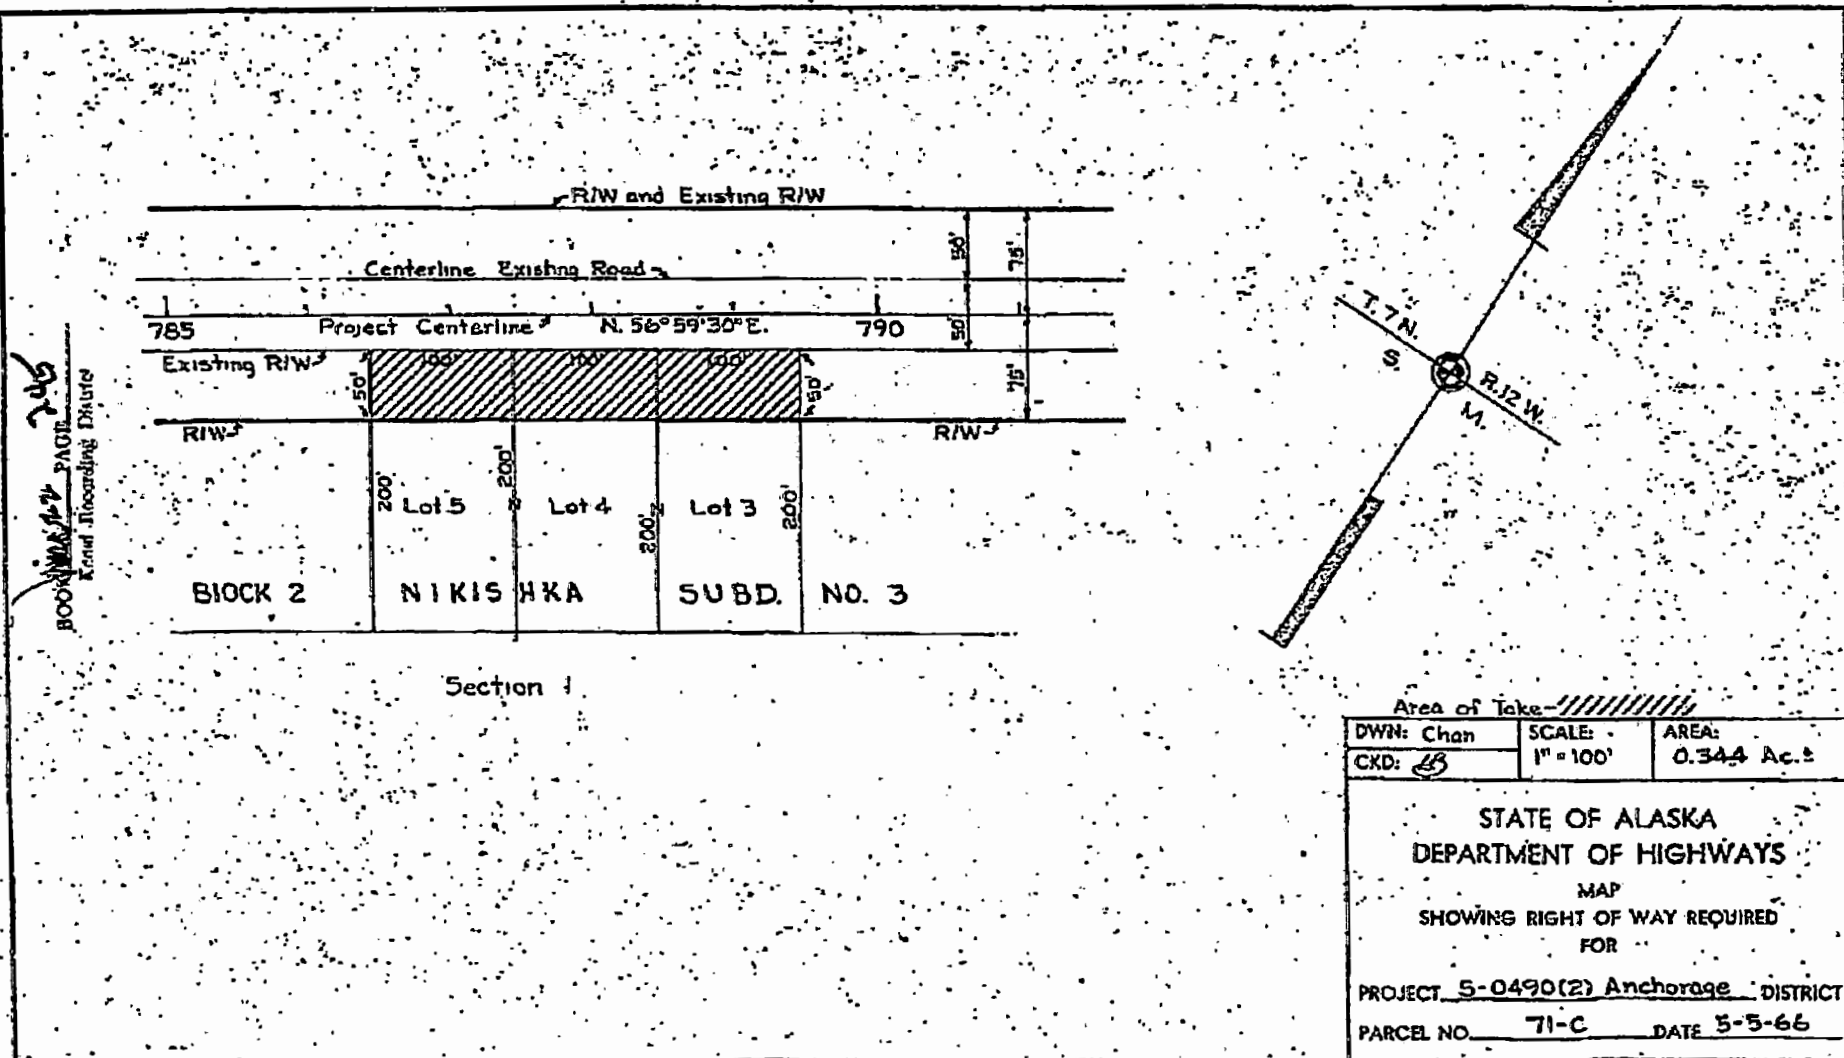 R/W and Existing R/W
50'
75'
Centerline Existing Road
785
Project Centerline
N. 56°59'30"E.
790
50'
Existing R/W
100'
100'
100'
50'
50'
75'
R/W
R/W
200'
Lot 5
200'
Lot 4
200'
Lot 3
200'
BLOCK 2 NIKISHKA SUBD. NO. 3
Section 1
BOOK PAGE 245
Kenai Recording District
T. 7 N.
S.
R. 12 W.
M.
Area of Take-
DWN: Chan
CKD:
SCALE:
1" = 100'
AREA:
0.344 Ac.±
STATE OF ALASKA
DEPARTMENT OF HIGHWAYS
MAP
SHOWING RIGHT OF WAY REQUIRED
FOR
PROJECT S-0490(2) Anchorage DISTRICT
PARCEL NO. 71-C DATE 5-5-66